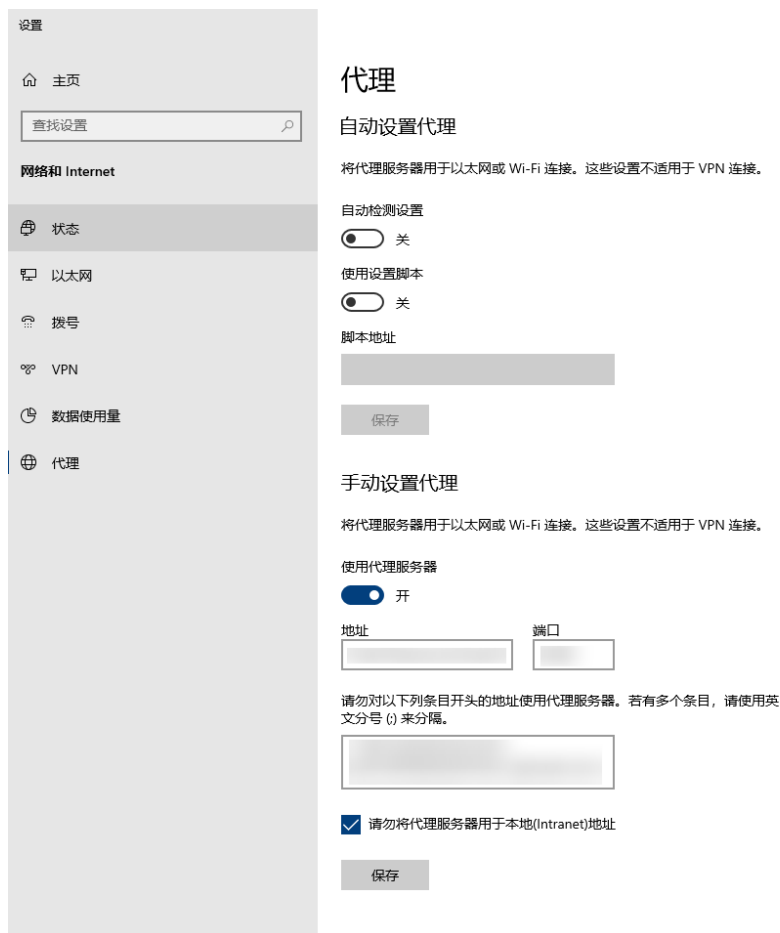 设置
主页
查找设置
网络和 Internet
状态
以太网
拨号
VPN
数据使用量
代理
代理
自动设置代理
将代理服务器用于以太网或 Wi-Fi 连接。这些设置不适用于 VPN 连接。
自动检测设置
关
使用设置脚本
关
脚本地址
保存
手动设置代理
将代理服务器用于以太网或 Wi-Fi 连接。这些设置不适用于 VPN 连接。
使用代理服务器
开
地址 端口
请勿对以下列条目开头的地址使用代理服务器。若有多个条目，请使用英
文分号 (;) 来分隔。
请勿将代理服务器用于本地(Intranet)地址
保存